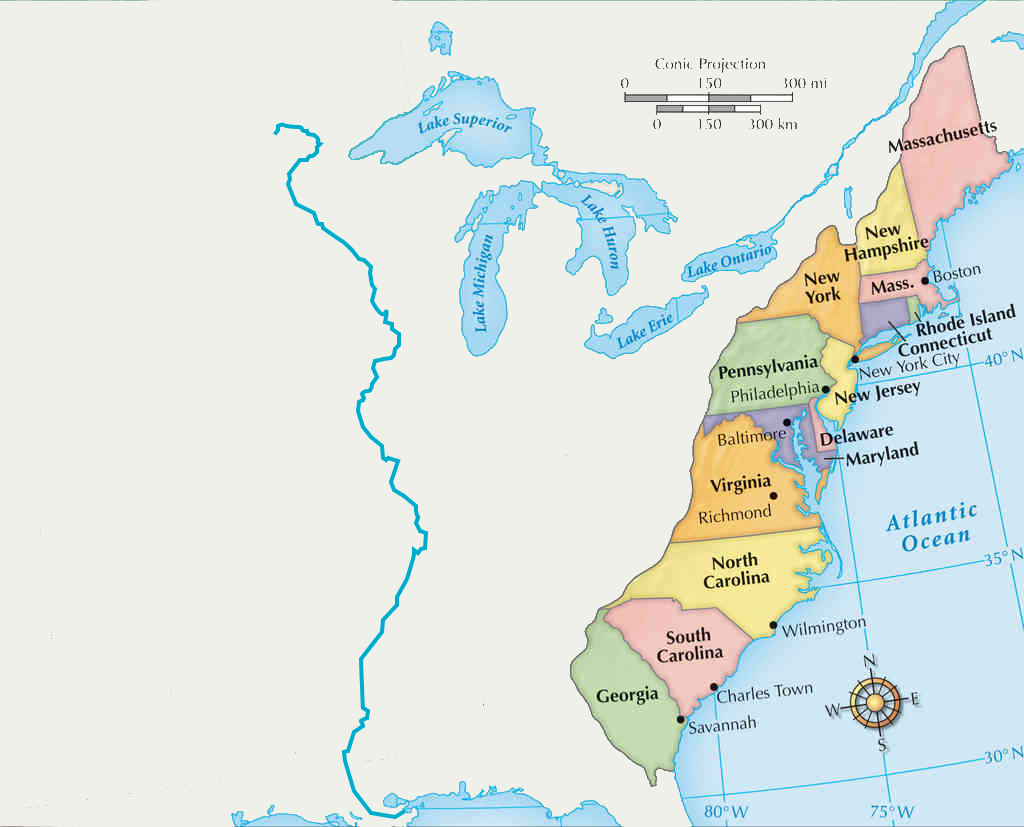 Conic Projection
0 150 300 mi
0 150 300 km
Lake Superior
Massachusetts
Lake Huron
Lake Michigan
Lake Ontario
New
Hampshire
Mass.
Boston
New
York
Lake Erie
Rhode Island
Connecticut
New York City
40°N
Pennsylvania
Philadelphia
New Jersey
Baltimore
Delaware
Maryland
Virginia
Richmond
Atlantic
Ocean
35°N
North
Carolina
Wilmington
South
Carolina
Georgia
Charles Town
Savannah
N
W
E
S
30°N
80°W
75°W